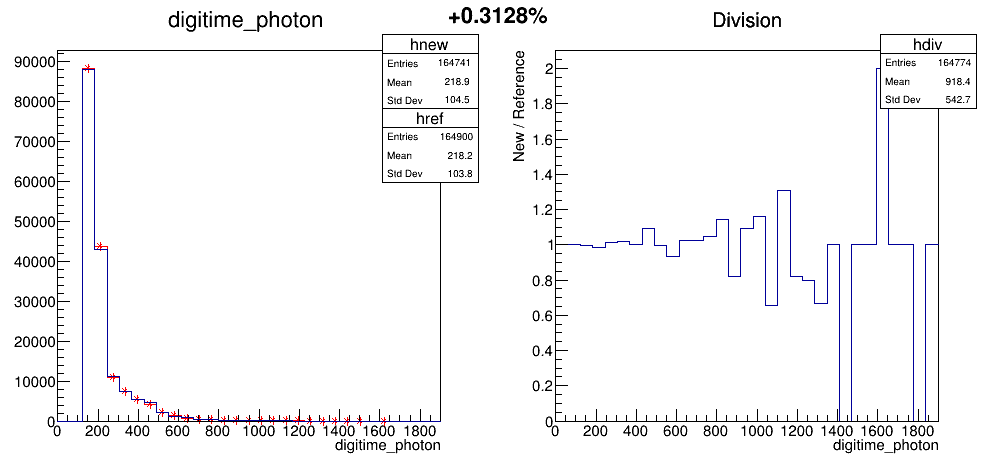 +0.3128%
digitime_photon
hnew
Entries 164741
Mean 218.9
Std Dev 104.5
href
Entries 164900
Mean 218.2
Std Dev 103.8
90000
80000
70000
60000
50000
40000
30000
20000
10000
0
0 200 400 600 800 1000 1200 1400 1600 1800
digitime_photon
Division
hdiv
Entries 164774
Mean 918.4
Std Dev 542.7
New / Reference
2
1.8
1.6
1.4
1.2
1
0.8
0.6
0.4
0.2
0
0 200 400 600 800 1000 1200 1400 1600 1800
digitime_photon